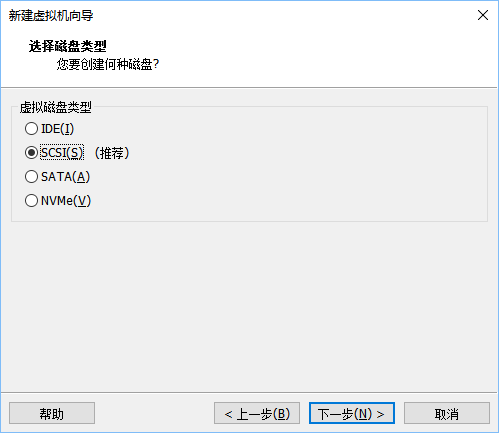 新建虚拟机向导
选择磁盘类型
您要创建何种磁盘?
虚拟磁盘类型
IDE(I)
SCSI(S) （推荐）
SATA(A)
NVMe(V)
帮助 < 上一步(B) 下一步(N) > 取消